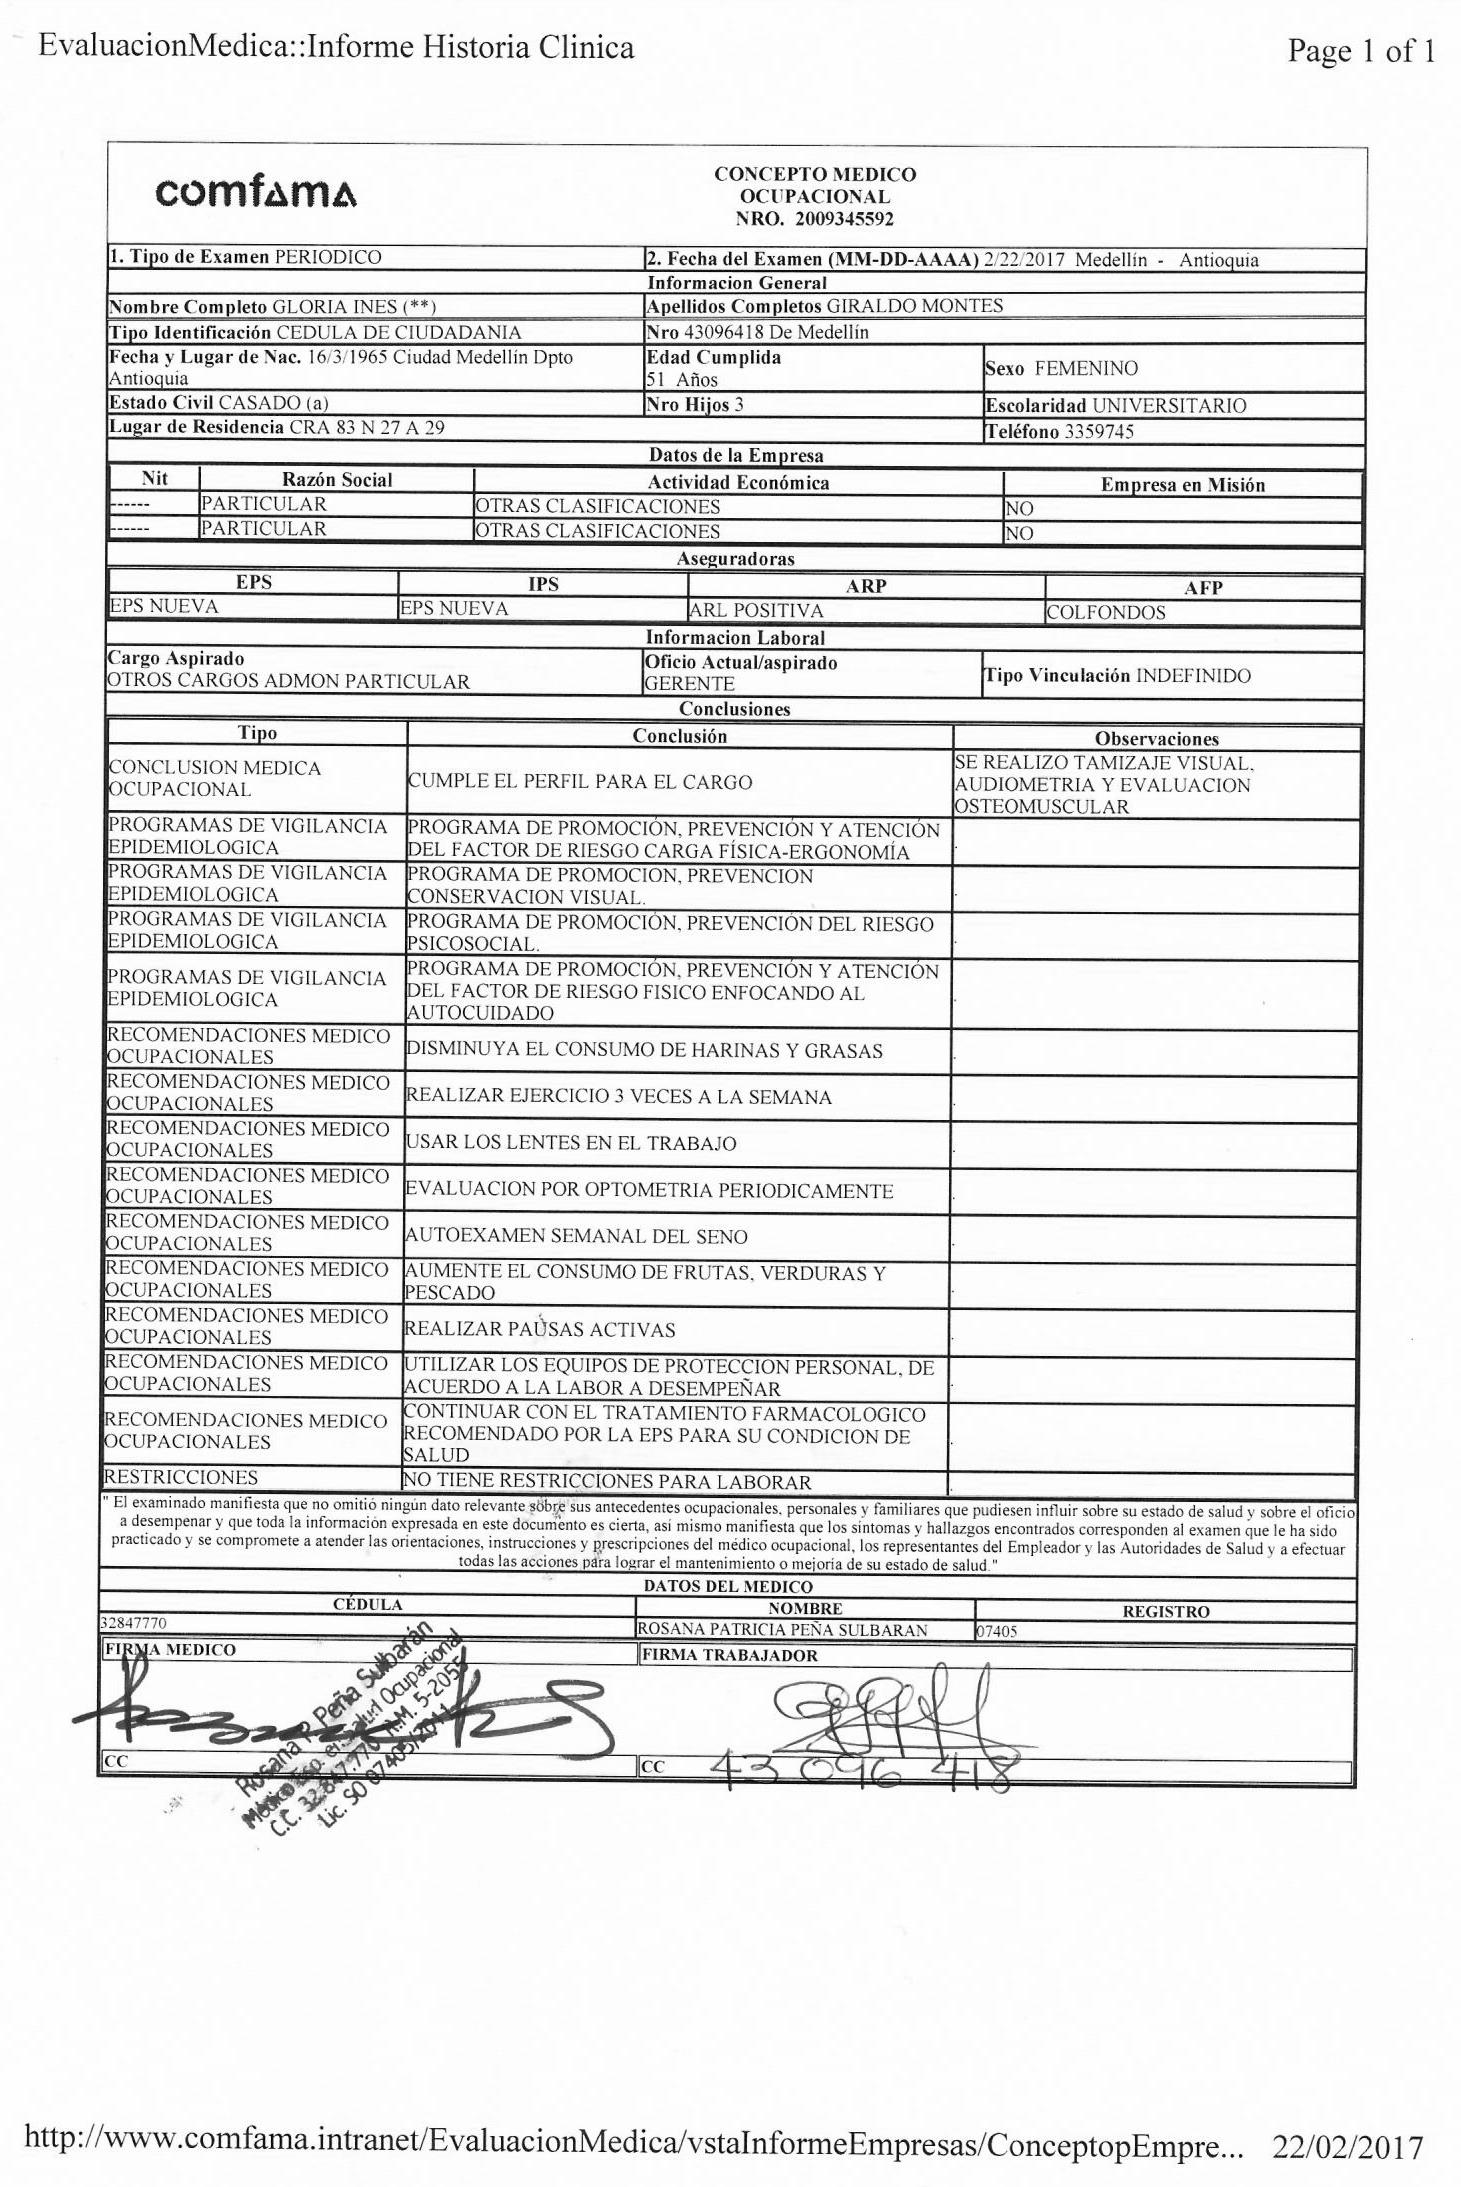 EvaluacionMedica::Informe Historia Clinica
Page 1 of 1
comfama
CONCEPTO MEDICO
OCUPACIONAL
NRO. 2009345592
1. Tipo de Examen PERIODICO
2. Fecha del Examen (MM-DD-AAAA) 2/22/2017 Medellín - Antioquia
Informacion General
Nombre Completo GLORIA INES (**)
Apellidos Completos GIRALDO MONTES
Tipo Identificación CEDULA DE CIUDADANIA
Nro 43096418 De Medellín
Fecha y Lugar de Nac. 16/3/1965 Ciudad Medellín Dpto
Antioquia
Edad Cumplida
51 Años
Sexo FEMENINO
Estado Civil CASADO (a)
Nro Hijos 3
Escolaridad UNIVERSITARIO
Lugar de Residencia CRA 83 N 27 A 29
Teléfono 3359745
Datos de la Empresa
Nit Razón Social Actividad Económica Empresa en Misión
------ PARTICULAR OTRAS CLASIFICACIONES NO
------ PARTICULAR OTRAS CLASIFICACIONES NO
Aseguradoras
EPS IPS ARP AFP
EPS NUEVA EPS NUEVA ARL POSITIVA COLFONDOS
Informacion Laboral
Cargo Aspirado
OTROS CARGOS ADMON PARTICULAR
Oficio Actual/aspirado
GERENTE
Tipo Vinculación INDEFINIDO
Conclusiones
Tipo Conclusión Observaciones
CONCLUSION MEDICA
OCUPACIONAL
CUMPLE EL PERFIL PARA EL CARGO
SE REALIZO TAMIZAJE VISUAL,
AUDIOMETRIA Y EVALUACION
OSTEOMUSCULAR
PROGRAMAS DE VIGILANCIA
EPIDEMIOLOGICA
PROGRAMA DE PROMOCIÓN, PREVENCIÓN Y ATENCIÓN
DEL FACTOR DE RIESGO CARGA FÍSICA-ERGONOMÍA
.
PROGRAMAS DE VIGILANCIA
EPIDEMIOLOGICA
PROGRAMA DE PROMOCION, PREVENCION
CONSERVACION VISUAL.
.
PROGRAMAS DE VIGILANCIA
EPIDEMIOLOGICA
PROGRAMA DE PROMOCIÓN, PREVENCIÓN DEL RIESGO
PSICOSOCIAL.
.
PROGRAMAS DE VIGILANCIA
EPIDEMIOLOGICA
PROGRAMA DE PROMOCIÓN, PREVENCIÓN Y ATENCIÓN
DEL FACTOR DE RIESGO FISICO ENFOCANDO AL
AUTOCUIDADO
.
RECOMENDACIONES MEDICO
OCUPACIONALES
DISMINUYA EL CONSUMO DE HARINAS Y GRASAS
.
RECOMENDACIONES MEDICO
OCUPACIONALES
REALIZAR EJERCICIO 3 VECES A LA SEMANA
.
RECOMENDACIONES MEDICO
OCUPACIONALES
USAR LOS LENTES EN EL TRABAJO
.
RECOMENDACIONES MEDICO
OCUPACIONALES
EVALUACION POR OPTOMETRIA PERIODICAMENTE
.
RECOMENDACIONES MEDICO
OCUPACIONALES
AUTOEXAMEN SEMANAL DEL SENO
.
RECOMENDACIONES MEDICO
OCUPACIONALES
AUMENTE EL CONSUMO DE FRUTAS, VERDURAS Y
PESCADO
.
RECOMENDACIONES MEDICO
OCUPACIONALES
REALIZAR PAUSAS ACTIVAS
.
RECOMENDACIONES MEDICO
OCUPACIONALES
UTILIZAR LOS EQUIPOS DE PROTECCION PERSONAL, DE
ACUERDO A LA LABOR A DESEMPEÑAR
.
RECOMENDACIONES MEDICO
OCUPACIONALES
CONTINUAR CON EL TRATAMIENTO FARMACOLOGICO
RECOMENDADO POR LA EPS PARA SU CONDICION DE
SALUD
.
RESTRICCIONES
NO TIENE RESTRICCIONES PARA LABORAR
.
" El examinado manifiesta que no omitió ningún dato relevante sobre sus antecedentes ocupacionales, personales y familiares que pudiesen influir sobre su estado de salud y sobre el oficio
a desempenar y que toda la información expresada en este documento es cierta, así mismo manifiesta que los síntomas y hallazgos encontrados corresponden al examen que le ha sido
practicado y se compromete a atender las orientaciones, instrucciones y prescripciones del médico ocupacional, los representantes del Empleador y las Autoridades de Salud y a efectuar
todas las acciones para lograr el mantenimiento o mejoría de su estado de salud."
DATOS DEL MEDICO
CÉDULA NOMBRE REGISTRO
32847770 ROSANA PATRICIA PEÑA SULBARAN 07405
FIRMA MEDICO
FIRMA TRABAJADOR
Rosana P. Peña Sulbarán
Médico Esp. en Salud Ocupacional
C.C. 32.847.770 R.M. 5-2055
Lic. SO 07405/2011
CC
CC 43 096 418
http://www.comfama.intranet/EvaluacionMedica/vstaInformeEmpresas/ConceptopEmpre... 22/02/2017